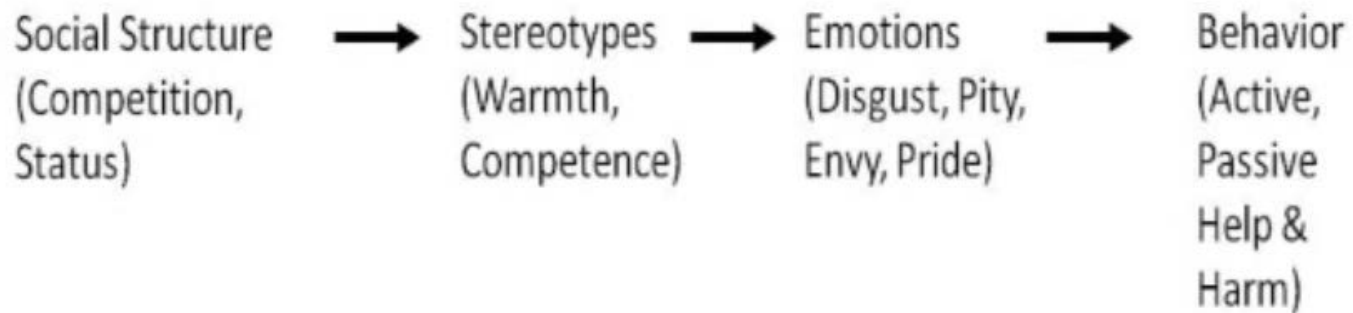 Social Structure
(Competition,
Status)
Stereotypes
(Warmth,
Competence)
Emotions
(Disgust, Pity,
Envy, Pride)
Behavior
(Active,
Passive
Help &
Harm)